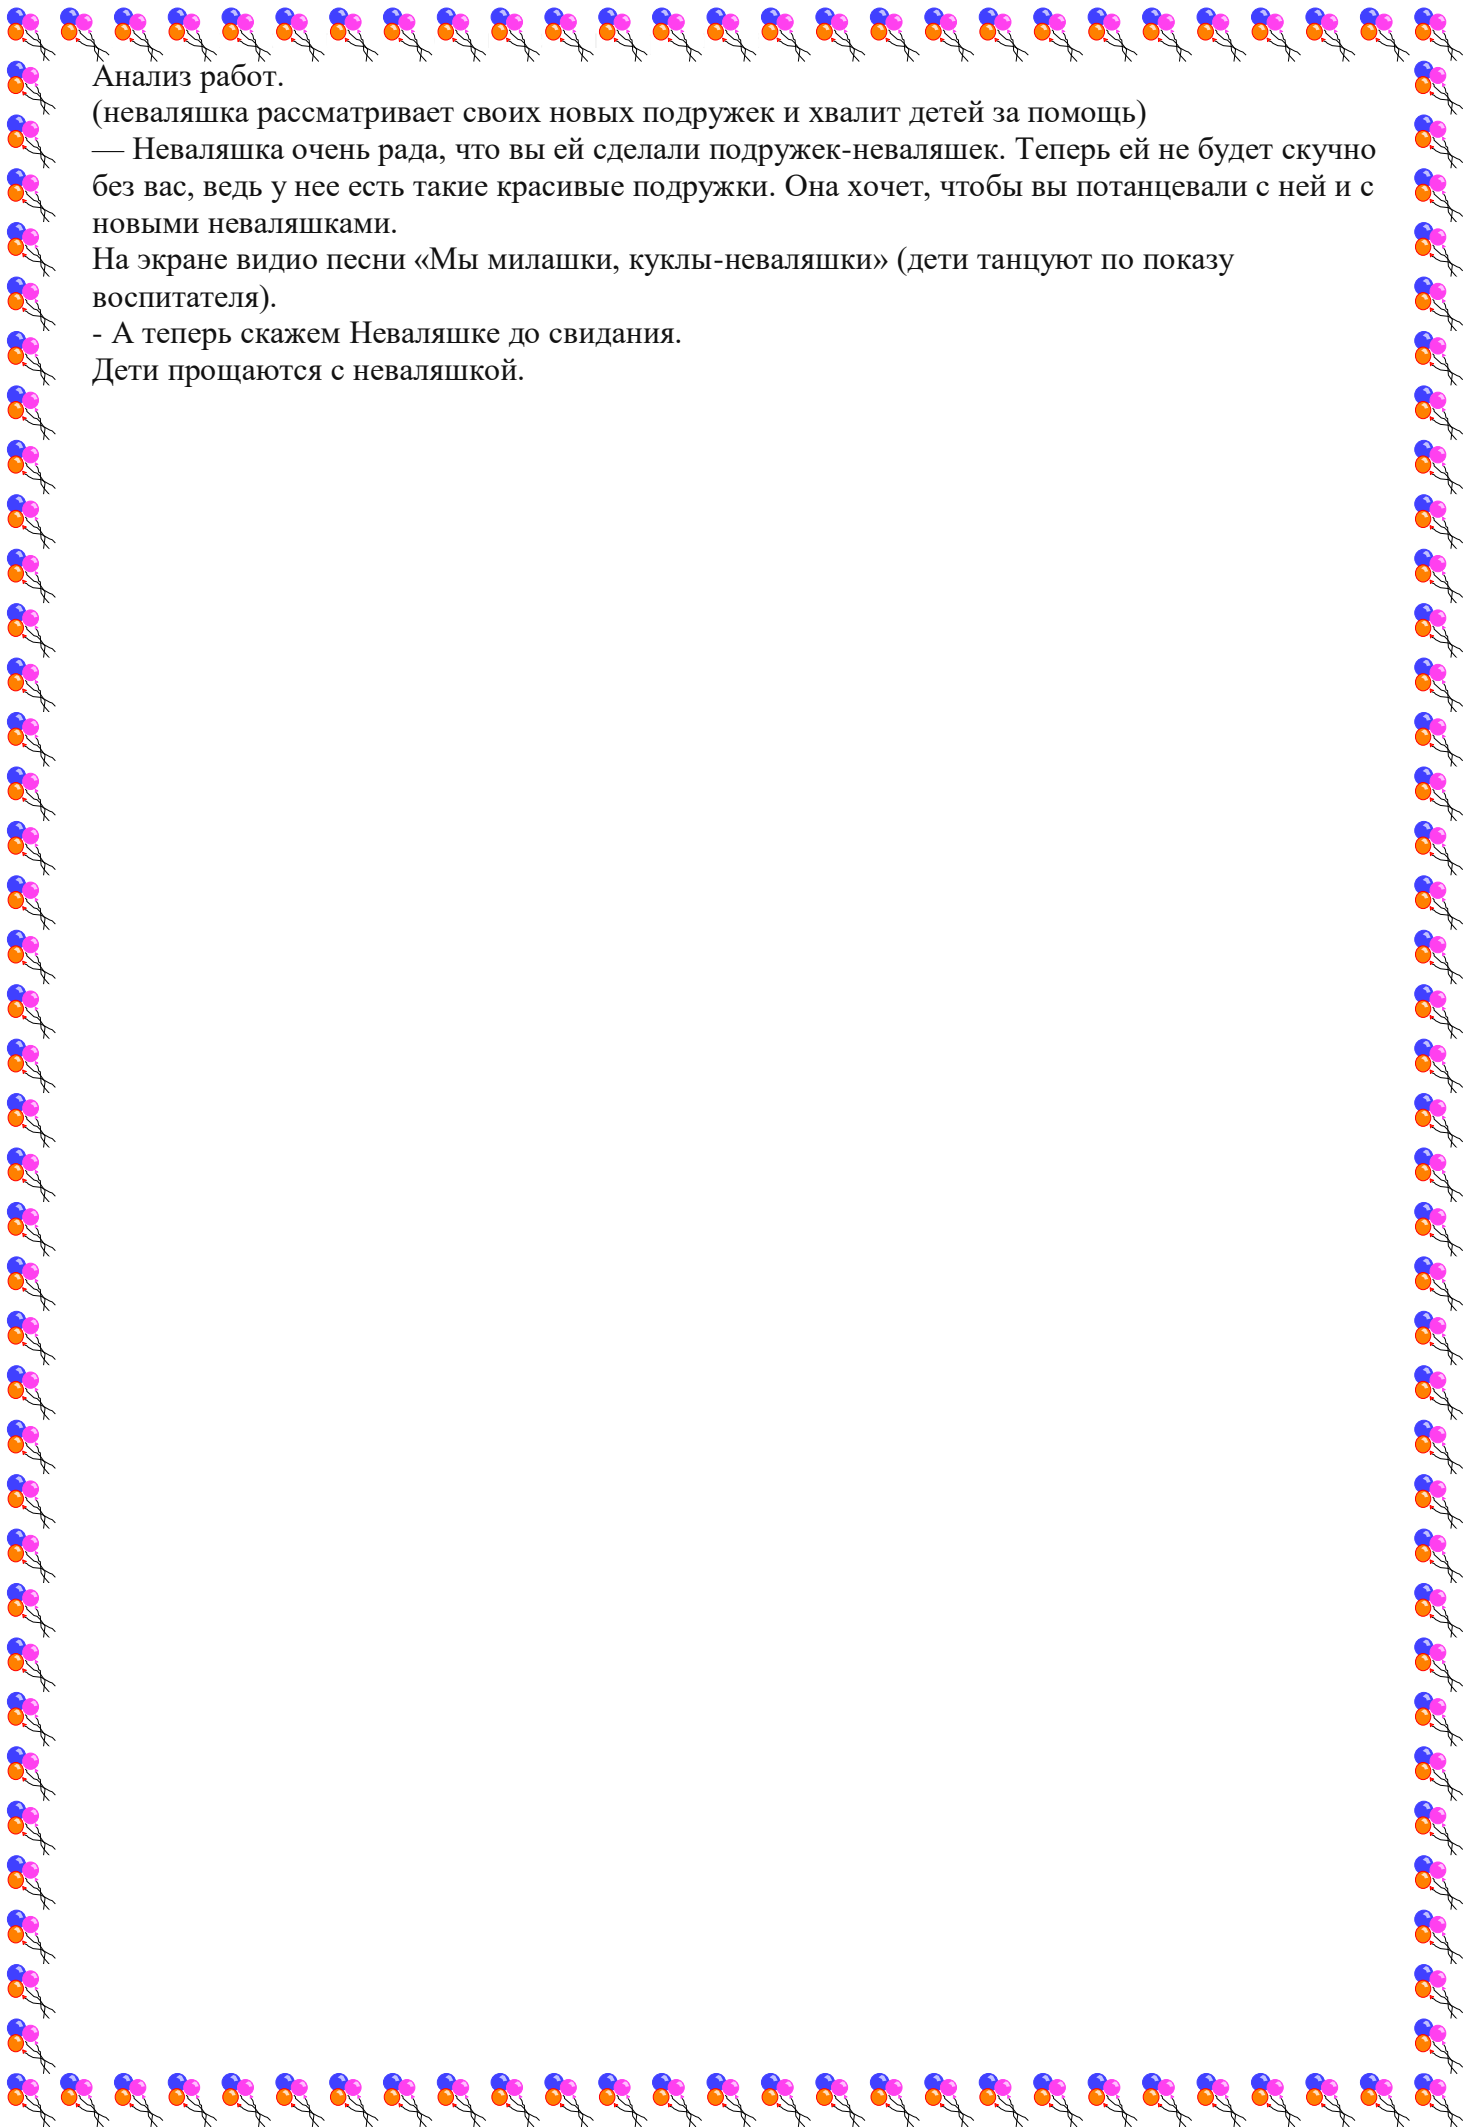 Анализ работ.
(неваляшка рассматривает своих новых подружек и хвалит детей за помощь)
— Неваляшка очень рада, что вы ей сделали подружек-неваляшек. Теперь ей не будет скучно
без вас, ведь у нее есть такие красивые подружки. Она хочет, чтобы вы потанцевали с ней и с
новыми неваляшками.
На экране видио песни «Мы милашки, куклы-неваляшки» (дети танцуют по показу
воспитателя).
- А теперь скажем Неваляшке до свидания.
Дети прощаются с неваляшкой.